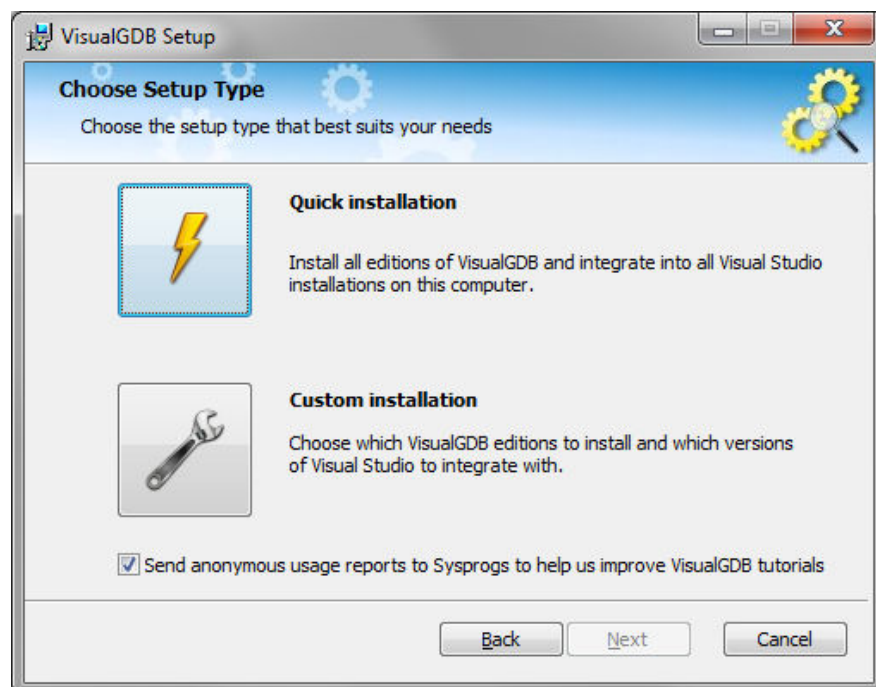 VisualGDB Setup
Choose Setup Type
Choose the setup type that best suits your needs
Quick installation
Install all editions of VisualGDB and integrate into all Visual Studio
installations on this computer.
Custom installation
Choose which VisualGDB editions to install and which versions
of Visual Studio to integrate with.
Send anonymous usage reports to Sysprogs to help us improve VisualGDB tutorials
Back Next Cancel